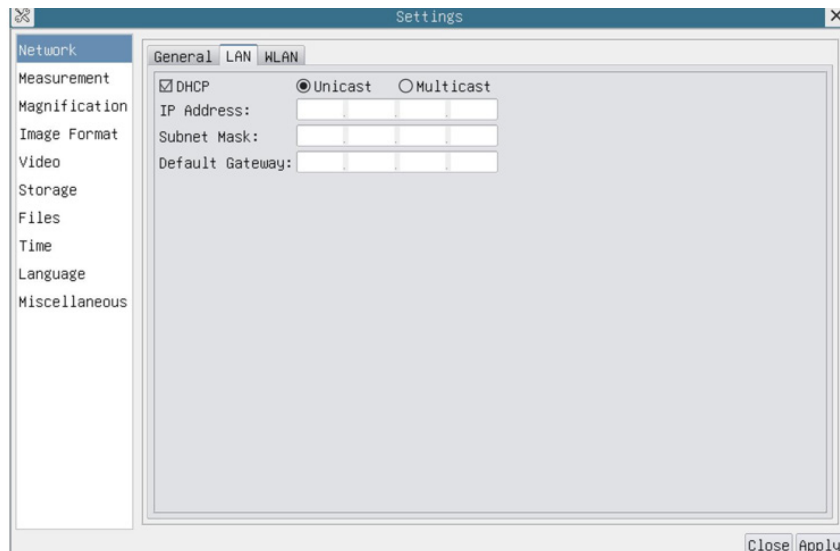 Settings
Network
Measurement
Magnification
Image Format
Video
Storage
Files
Time
Language
Miscellaneous
General LAN WLAN
DHCP Unicast Multicast
IP Address:
Subnet Mask:
Default Gateway:
Close Apply